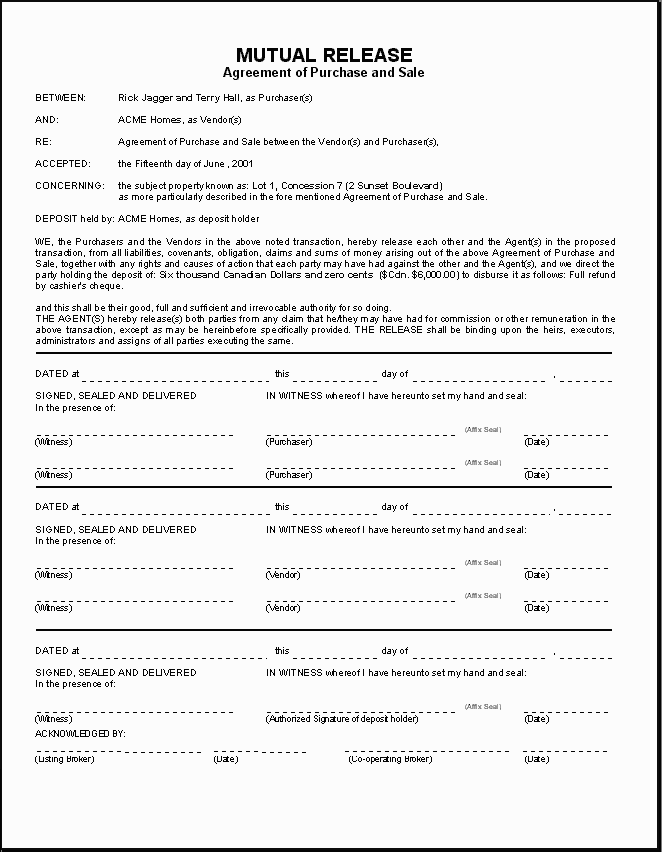 MUTUAL RELEASE
Agreement of Purchase and Sale
BETWEEN: Rick Jagger and Terry Hall, as Purchaser(s)
AND: ACME Homes, as Vendor(s)
RE: Agreement of Purchase and Sale between the Vendor(s) and Purchaser(s),
ACCEPTED: the Fifteenth day of June, 2001
CONCERNING: the subject property known as: Lot 1, Concession 7 (2 Sunset Boulevard)
as more particularly described in the fore mentioned Agreement of Purchase and Sale.
DEPOSIT held by: ACME Homes, as deposit holder
WE, the Purchasers and the Vendors in the above noted transaction, hereby release each other and the Agent(s) in the proposed
transaction, from all liabilities, covenants, obligation, claims and sums of money arising out of the above Agreement of Purchase and
Sale, together with any rights and causes of action that each party may have had against the other and the Agent(s), and we direct the
party holding the deposit of: Six thousand Canadian Dollars and zero cents ($Cdn. $6,000.00) to disburse it as follows: Full refund
by cashier's cheque.
and this shall be their good, full and sufficient and irrevocable authority for so doing.
THE AGENT(S) hereby release(s) both parties from any claim that he/they may have had for commission or other remuneration in the
above transaction, except as may be hereinbefore specifically provided. THE RELEASE shall be binding upon the heirs, executors,
administrators and assigns of all parties executing the same.
DATED at this day of ,
SIGNED, SEALED AND DELIVERED IN WITNESS whereof I have hereunto set my hand and seal:
In the presence of:
(Affix Seal)
(Witness) (Purchaser) (Date)
(Affix Seal)
(Witness) (Purchaser) (Date)
DATED at this day of ,
SIGNED, SEALED AND DELIVERED IN WITNESS whereof I have hereunto set my hand and seal:
In the presence of:
(Affix Seal)
(Witness) (Vendor) (Date)
(Affix Seal)
(Witness) (Vendor) (Date)
DATED at this day of ,
SIGNED, SEALED AND DELIVERED IN WITNESS whereof I have hereunto set my hand and seal:
In the presence of:
(Affix Seal)
(Witness) (Authorized Signature of deposit holder) (Date)
ACKNOWLEDGED BY:
(Listing Broker) (Date) (Co-operating Broker) (Date)